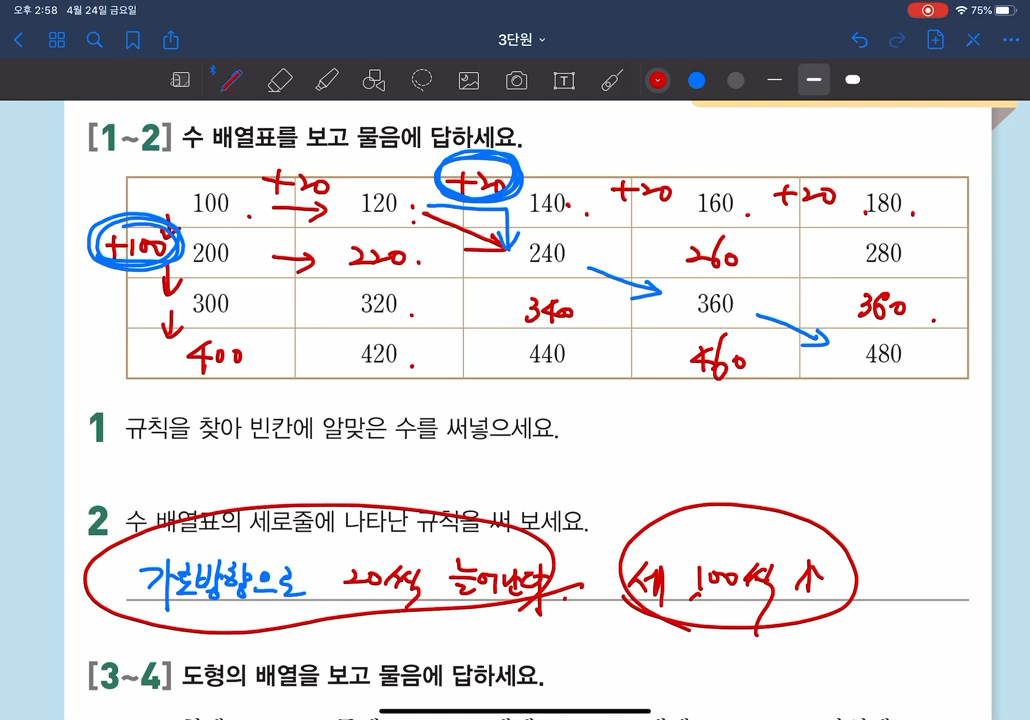 오후 2:58 4월 24일 금요일 75%
3단원
[1~2] 수 배열표를 보고 물음에 답하세요.
+20 +20 +20 +20
100 120 140 160 180
+100 200 220 240 260 280
300 320 340 360 380
400 420 440 460 480
1 규칙을 찾아 빈칸에 알맞은 수를 써넣으세요.
2 수 배열표의 세로줄에 나타난 규칙을 써 보세요.
가로방향으로 20씩 늘어난다. 세 100씩 ↑
[3~4] 도형의 배열을 보고 물음에 답하세요.